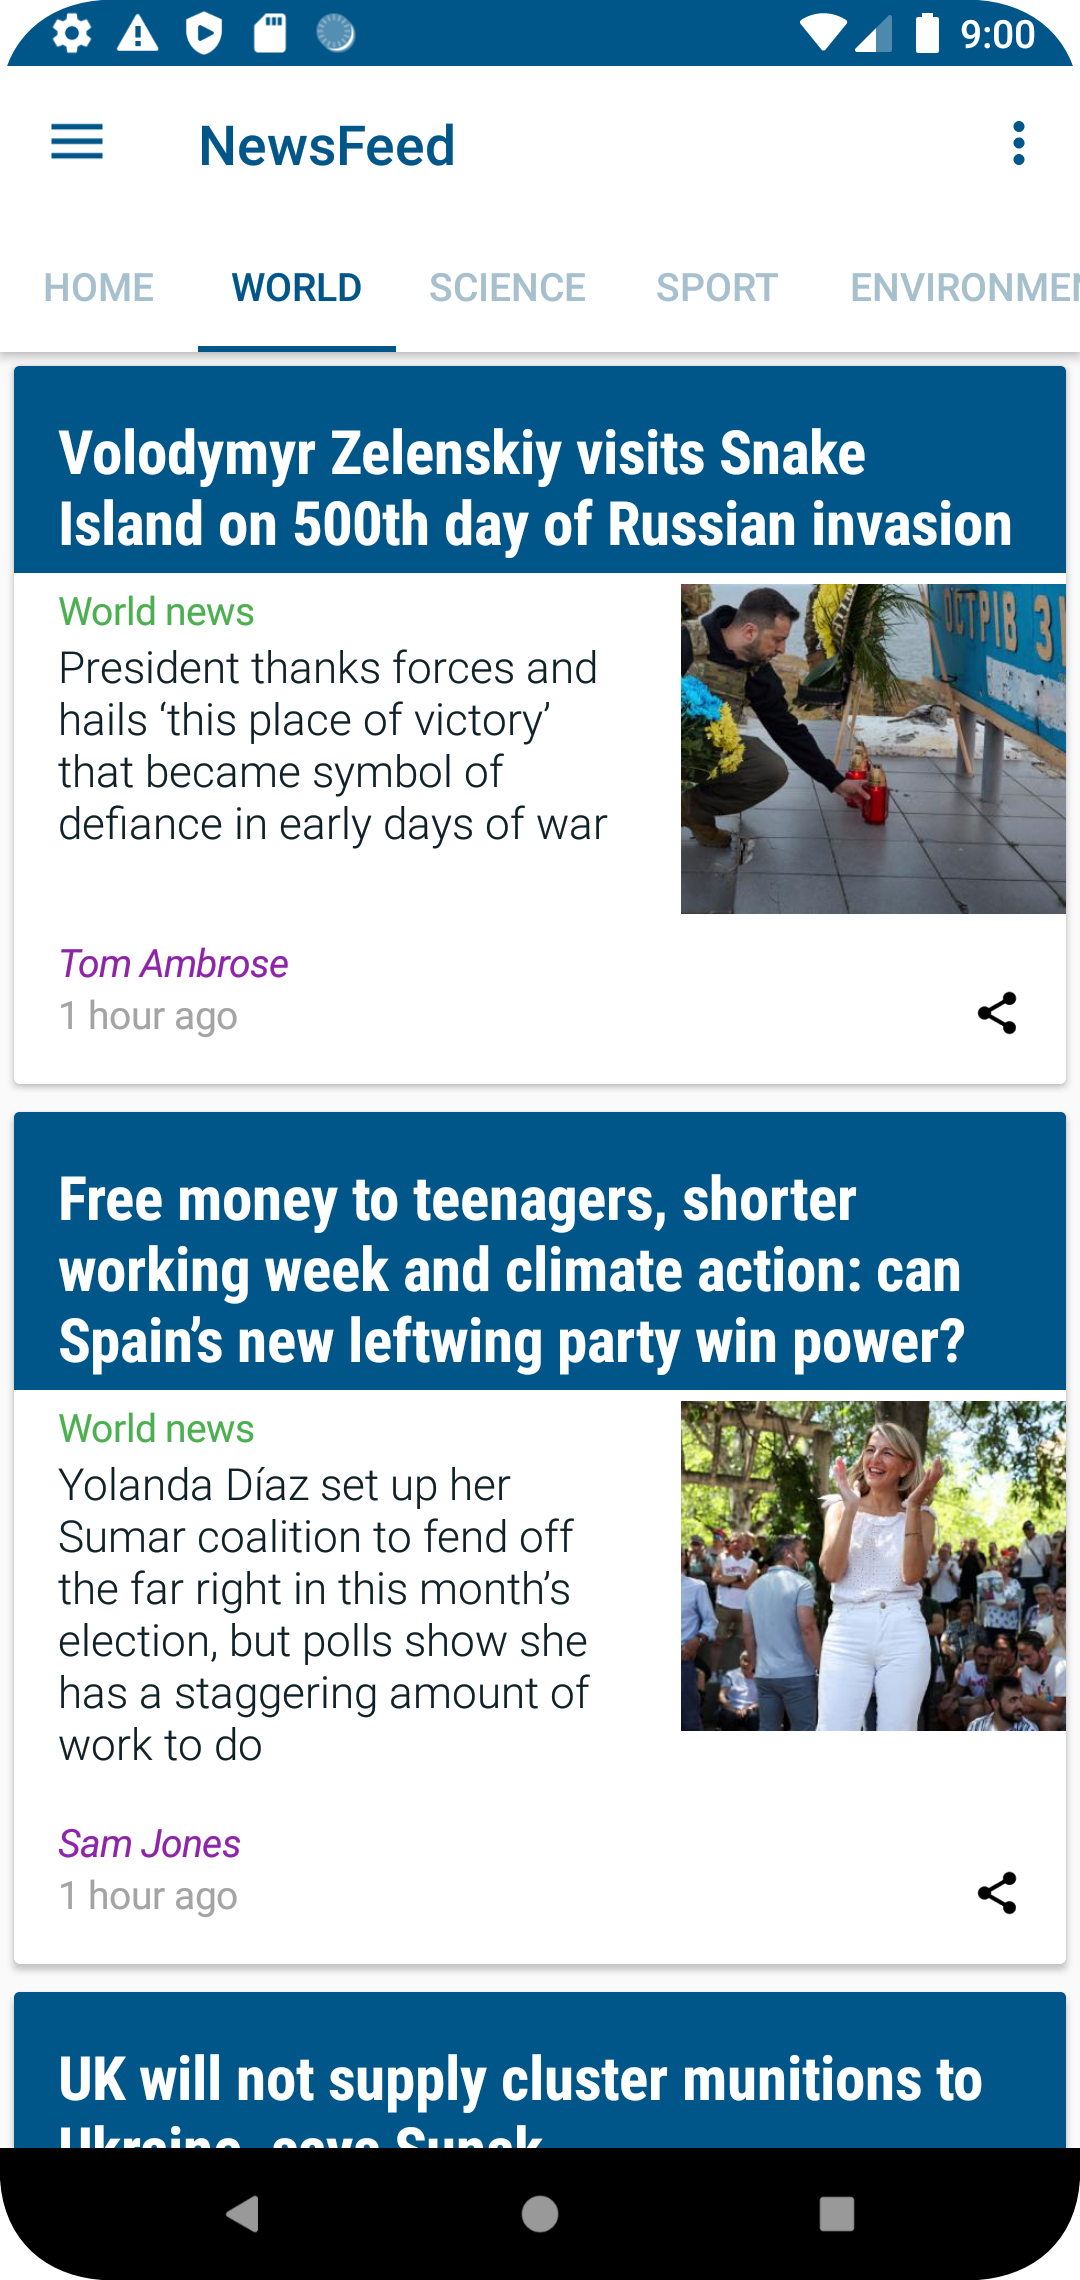 9:00
NewsFeed
HOME WORLD SCIENCE SPORT ENVIRONMEN
Volodymyr Zelenskiy visits Snake
Island on 500th day of Russian invasion
World news
President thanks forces and
hails ‘this place of victory’
that became symbol of
defiance in early days of war
ОСТРІВ ЗІ
Tom Ambrose
1 hour ago
Free money to teenagers, shorter
working week and climate action: can
Spain’s new leftwing party win power?
World news
Yolanda Díaz set up her
Sumar coalition to fend off
the far right in this month’s
election, but polls show she
has a staggering amount of
work to do
Sam Jones
1 hour ago
UK will not supply cluster munitions to
Ukraine, says Sunak